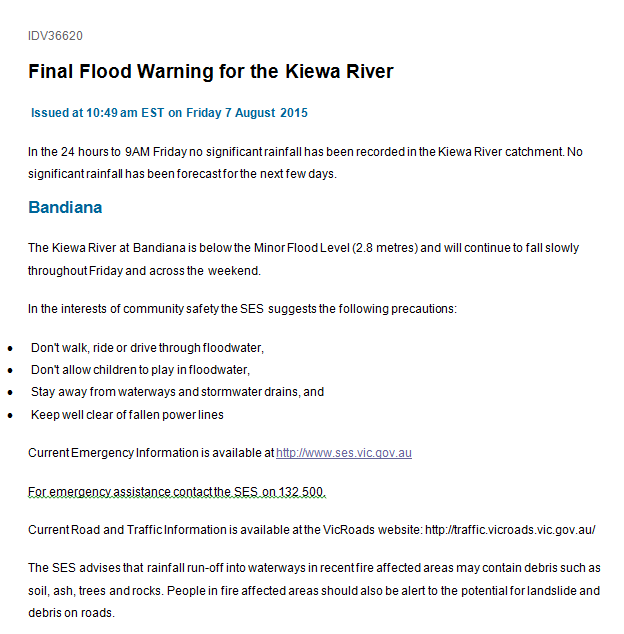 IDV36620
Final Flood Warning for the Kiewa River
Issued at 10:49 am EST on Friday 7 August 2015
In the 24 hours to 9AM Friday no significant rainfall has been recorded in the Kiewa River catchment. No
significant rainfall has been forecast for the next few days.
Bandiana
The Kiewa River at Bandiana is below the Minor Flood Level (2.8 metres) and will continue to fall slowly
throughout Friday and across the weekend.
In the interests of community safety the SES suggests the following precautions:
• Don't walk, ride or drive through floodwater,
• Don't allow children to play in floodwater,
• Stay away from waterways and stormwater drains, and
• Keep well clear of fallen power lines
Current Emergency Information is available at http://www.ses.vic.gov.au
For emergency assistance contact the SES on 132 500.
Current Road and Traffic Information is available at the VicRoads website: http://traffic.vicroads.vic.gov.au/
The SES advises that rainfall run-off into waterways in recent fire affected areas may contain debris such as
soil, ash, trees and rocks. People in fire affected areas should also be alert to the potential for landslide and
debris on roads.